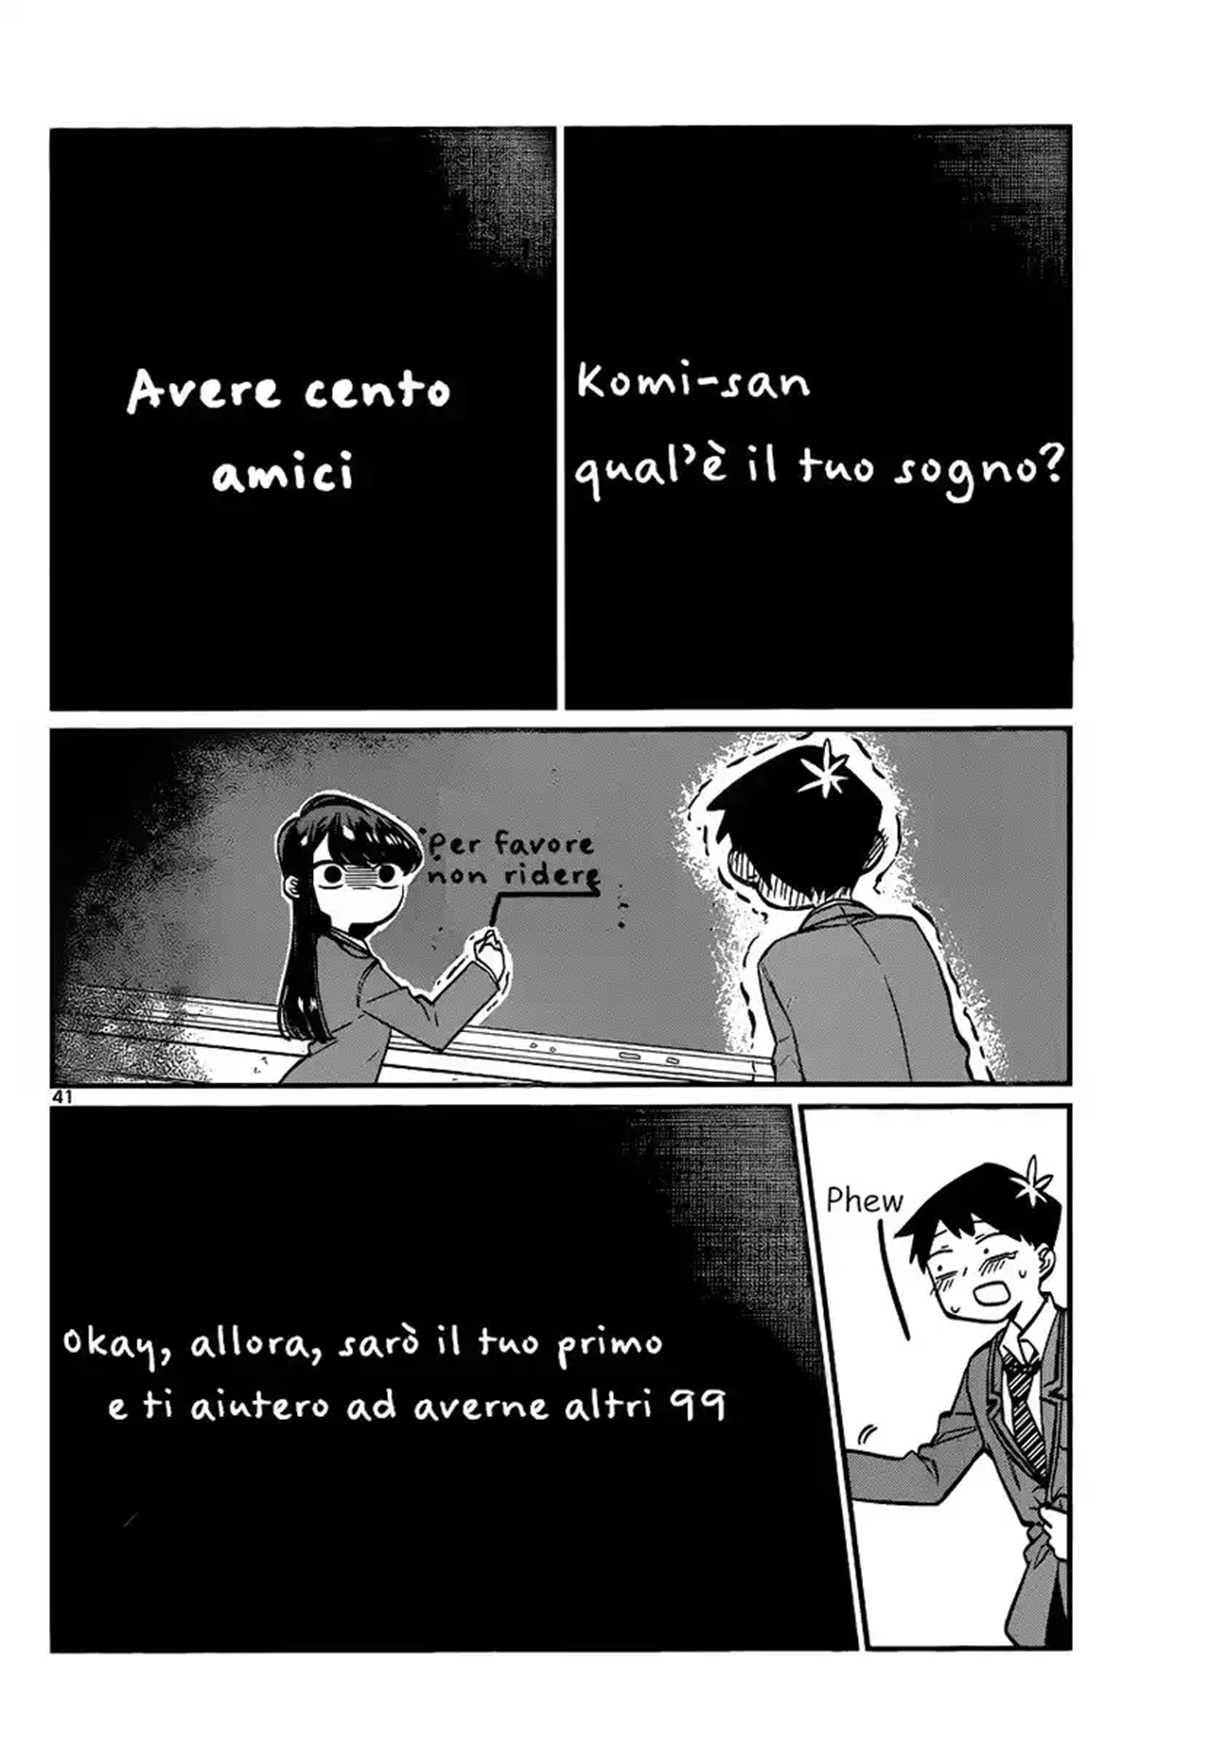 Komi-san
qual'è il tuo sogno?
Avere cento
amici
Per favore
non ridere
41
Phew
Okay, allora, sarò il tuo primo
e ti aiutero ad averne altri 99